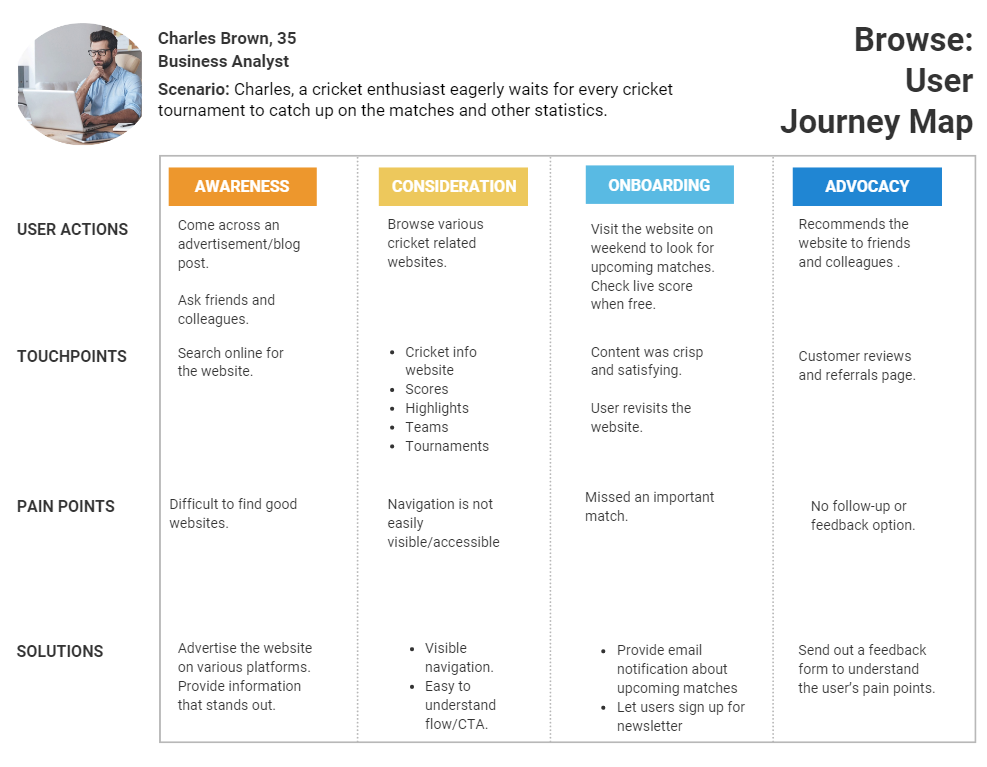 Charles Brown, 35
Business Analyst
Scenario: Charles, a cricket enthusiast eagerly waits for every cricket
tournament to catch up on the matches and other statistics.
Browse:
User
Journey Map
AWARENESS
CONSIDERATION
ONBOARDING
ADVOCACY
USER ACTIONS
Come across an
advertisement/blog
post.
Ask friends and
colleagues.
Browse various
cricket related
websites.
Visit the website on
weekend to look for
upcoming matches.
Check live score
when free.
Recommends the
website to friends
and colleagues .
TOUCHPOINTS
Search online for
the website.
• Cricket info
website
• Scores
• Highlights
• Teams
• Tournaments
Content was crisp
and satisfying.
User revisits the
website.
Customer reviews
and referrals page.
PAIN POINTS
Difficult to find good
websites.
Navigation is not
easily
visible/accessible
Missed an important
match.
No follow-up or
feedback option.
SOLUTIONS
Advertise the website
on various platforms.
Provide information
that stands out.
• Visible
navigation.
• Easy to
understand
flow/CTA.
• Provide email
notification about
upcoming matches
• Let users sign up for
newsletter
Send out a feedback
form to understand
the user's pain points.